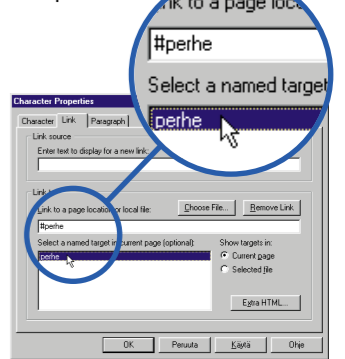 Link to a page loca
#perhe
Select a named target
perhe
Character Properties
Character Link Paragraph
Link source
Enter text to display for a new link:
Link to a page location or local file:
Choose File... Remove Link
#perhe
Select a named target in current page (optional):
Show targets in:
perhe
Current page
Selected file
Extra HTML...
OK Peruuta Käytä Ohje